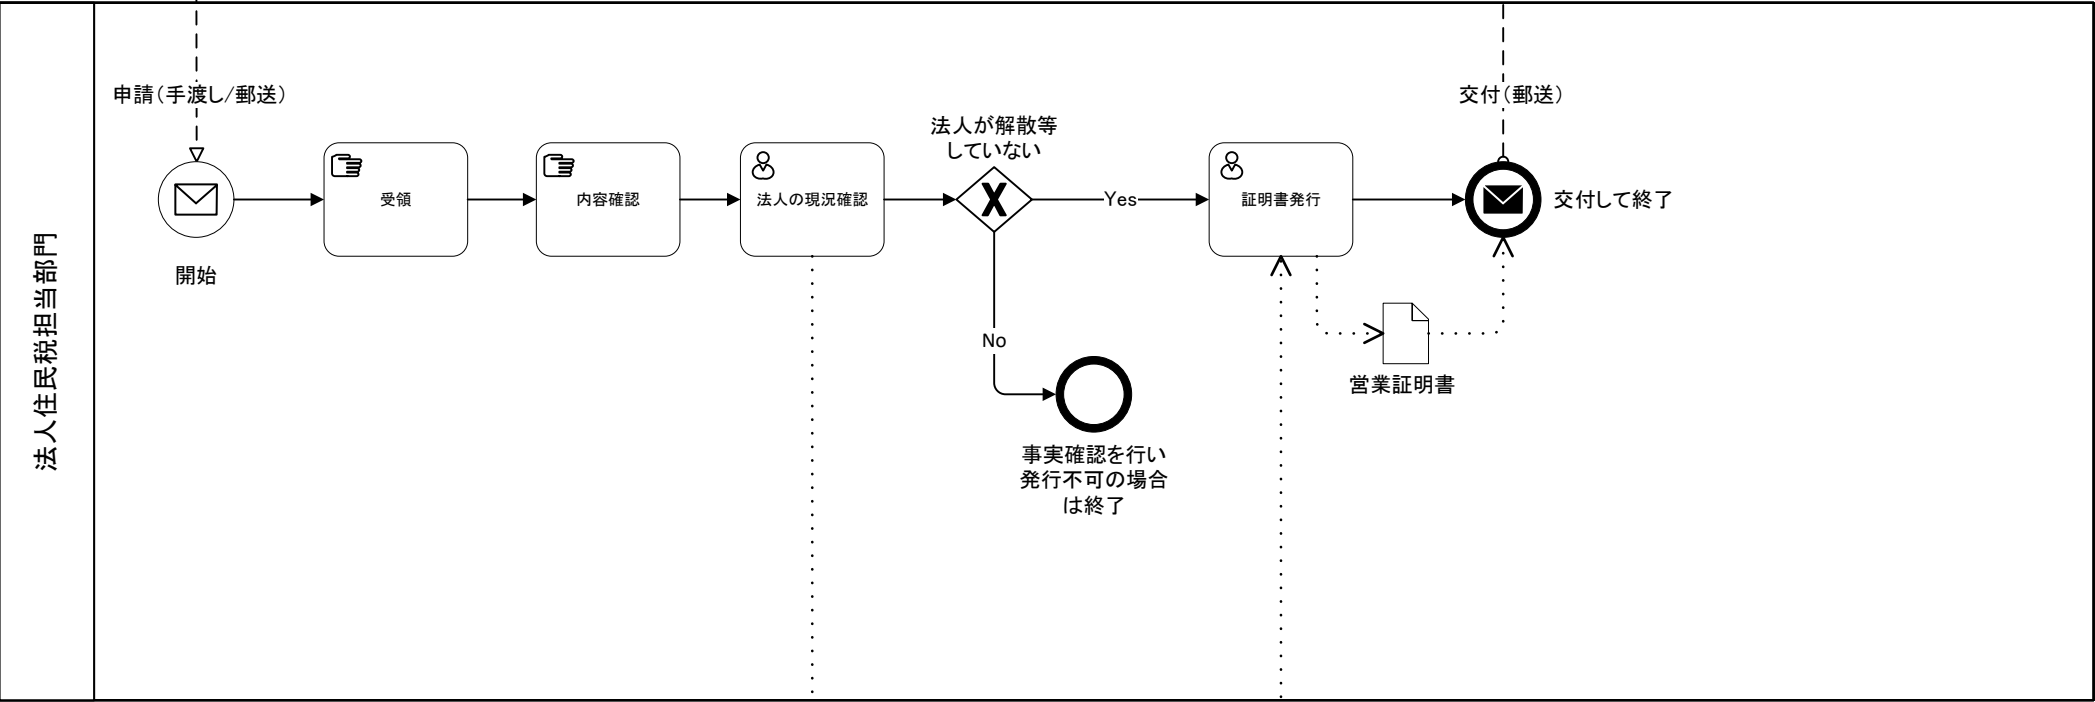 法人住民税担当部門
申請(手渡し/郵送)
開始
受領
内容確認
法人の現況確認
法人が解散等
していない
Yes
No
事実確認を行い
発行不可の場合
は終了
証明書発行
営業証明書
交付(郵送)
交付して終了